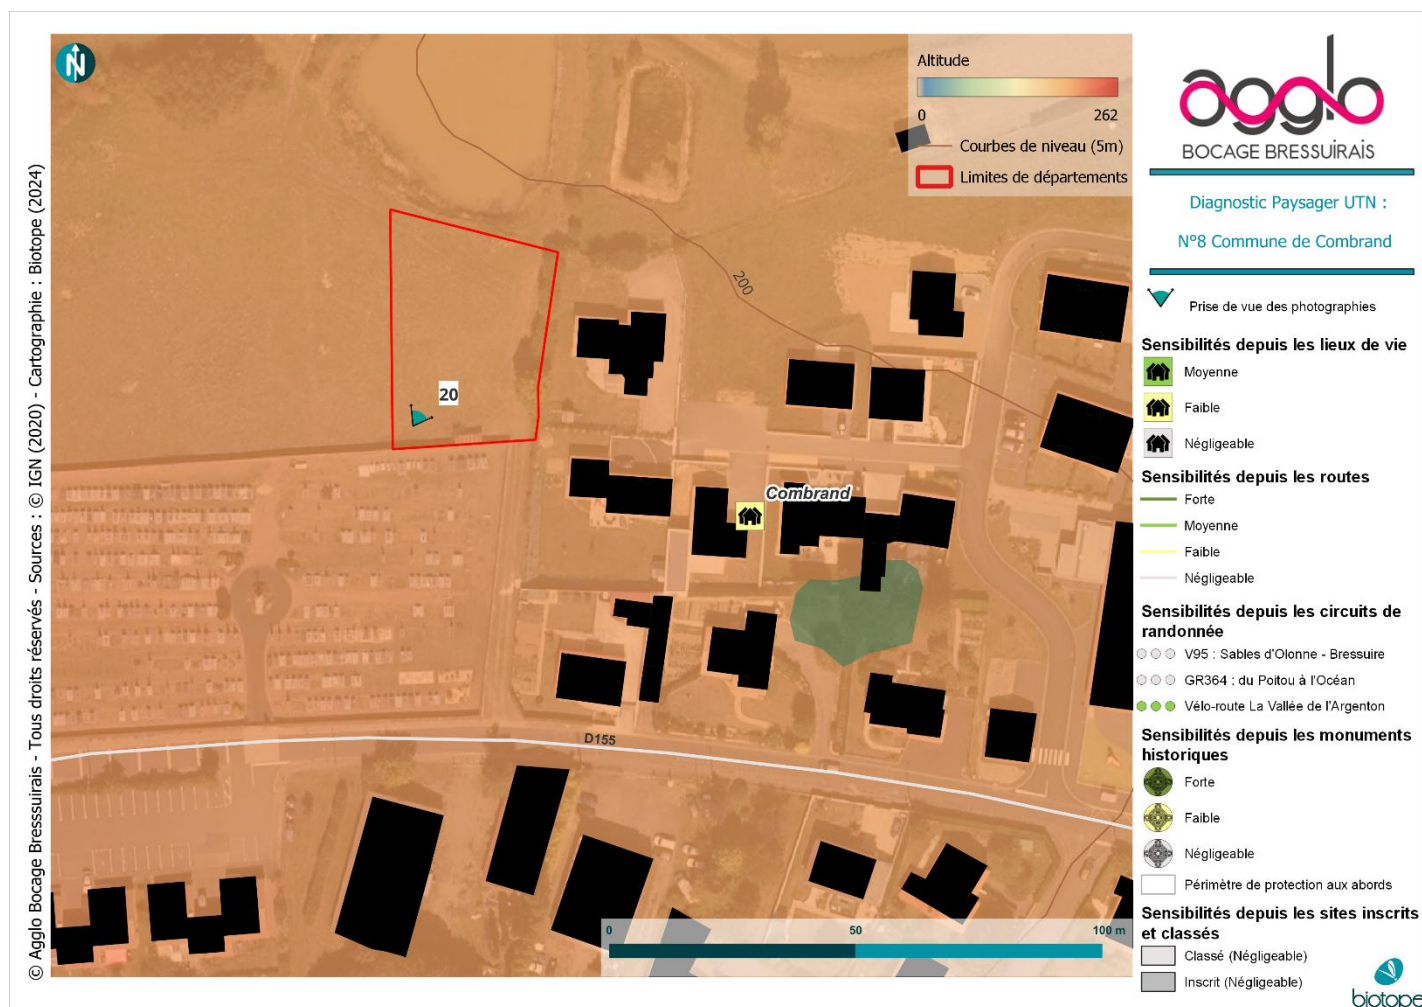 © Agglo Bocage Bresssuirais - Tous droits réservés - Sources : © IGN (2020) - Cartographie : Biotope (2024)
N
Altitude
0 262
Courbes de niveau (5m)
Limites de départements
200
20
Combrand
D155
0 50 100 m
agglo
BOCAGE BRESSUIRAIS
Diagnostic Paysager UTN :
N°8 Commune de Combrand
Prise de vue des photographies
Sensibilités depuis les lieux de vie
Moyenne
Faible
Négligeable
Sensibilités depuis les routes
Forte
Moyenne
Faible
Négligeable
Sensibilités depuis les circuits de
randonnée
V95 : Sables d'Olonne - Bressuire
GR364 : du Poitou à l'Océan
Vélo-route La Vallée de l'Argenton
Sensibilités depuis les monuments
historiques
Forte
Faible
Négligeable
Périmètre de protection aux abords
Sensibilités depuis les sites inscrits
et classés
Classé (Négligeable)
Inscrit (Négligeable)
biotope